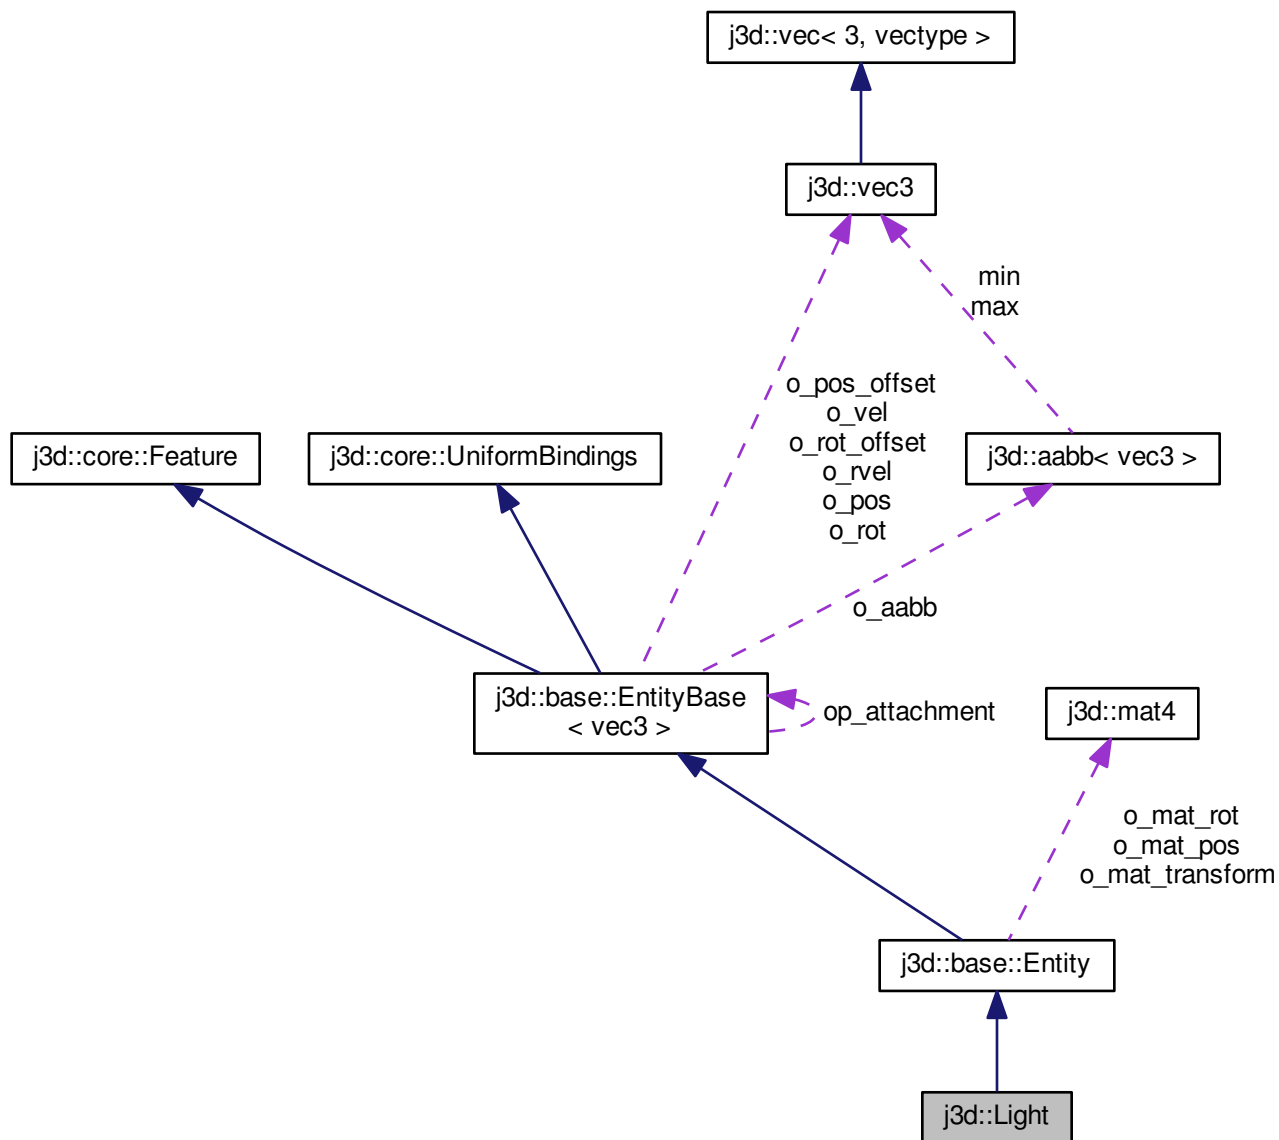 j3d::vec< 3, vectype >
j3d::vec3
min
max
o_pos_offset
o_vel
o_rot_offset
o_rvel
o_pos
o_rot
j3d::core::Feature
j3d::core::UniformBindings
j3d::aabb< vec3 >
o_aabb
j3d::base::EntityBase
< vec3 >
op_attachment
j3d::mat4
o_mat_rot
o_mat_pos
o_mat_transform
j3d::base::Entity
j3d::Light